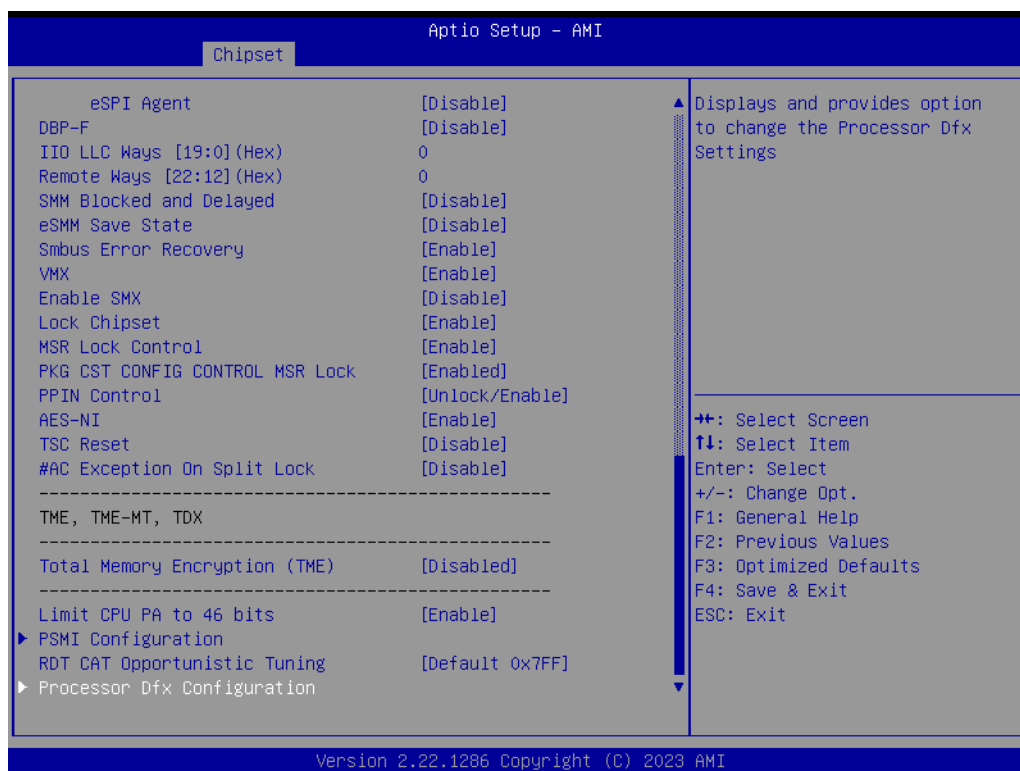 Aptio Setup – AMI
Chipset
eSPI Agent [Disable]
DBP-F [Disable]
IIO LLC Ways [19:0](Hex) 0
Remote Ways [22:12](Hex) 0
SMM Blocked and Delayed [Disable]
eSMM Save State [Disable]
Smbus Error Recovery [Enable]
VMX [Enable]
Enable SMX [Disable]
Lock Chipset [Enable]
MSR Lock Control [Enable]
PKG CST CONFIG CONTROL MSR Lock [Enabled]
PPIN Control [Unlock/Enable]
AES-NI [Enable]
TSC Reset [Disable]
#AC Exception On Split Lock [Disable]
--------------------------------------------------
TME, TME-MT, TDX
--------------------------------------------------
Total Memory Encryption (TME) [Disabled]
--------------------------------------------------
Limit CPU PA to 46 bits [Enable]
PSMI Configuration
RDT CAT Opportunistic Tuning [Default 0x7FF]
Processor Dfx Configuration
Displays and provides option
to change the Processor Dfx
Settings
→←: Select Screen
↑↓: Select Item
Enter: Select
+/-: Change Opt.
F1: General Help
F2: Previous Values
F3: Optimized Defaults
F4: Save & Exit
ESC: Exit
Version 2.22.1286 Copyright (C) 2023 AMI